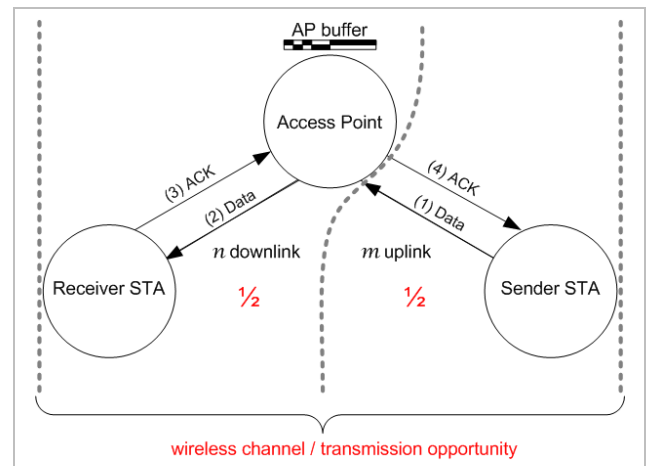 AP buffer
Access Point
(3) ACK
(2) Data
(4) ACK
(1) Data
n downlink
m uplink
Receiver STA
½
½
Sender STA
wireless channel / transmission opportunity